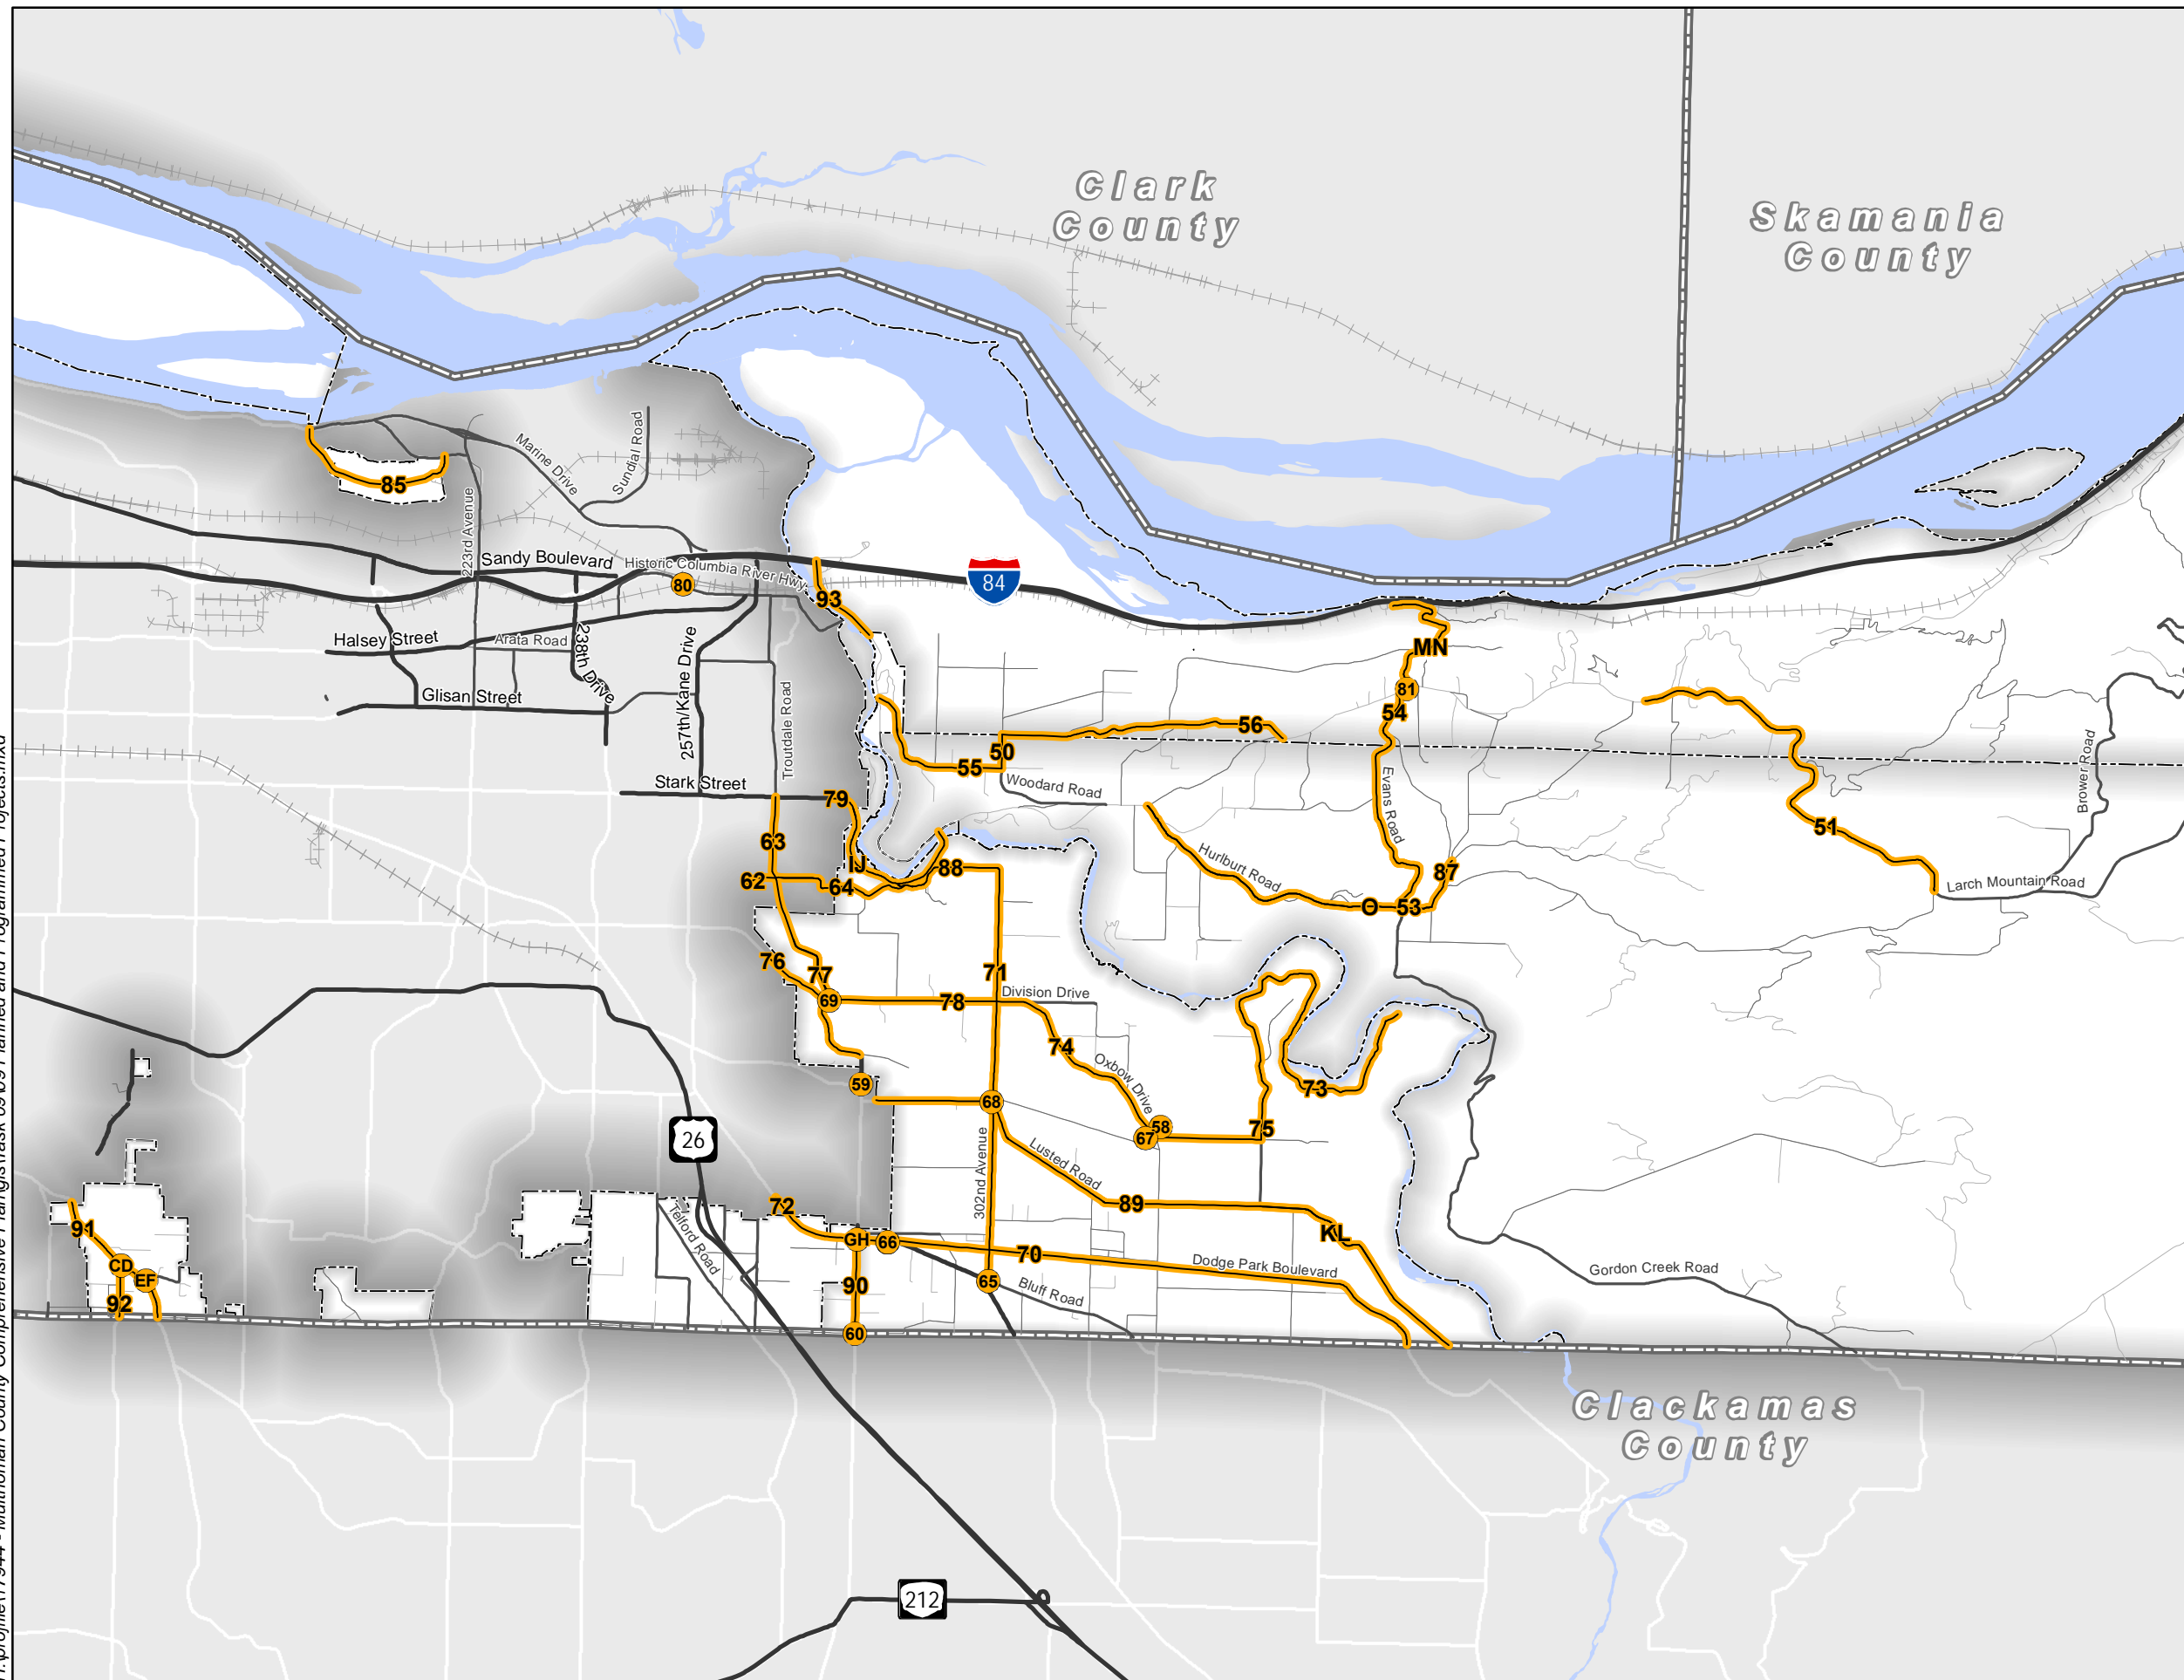 Clark
County
Skamania
County
Marine Drive
Sundial Road
85
223rd Avenue
Sandy Boulevard
Historic Columbia River Hwy
80
84
93
Halsey Street
Arata Road
238th Drive
257th/Kane Drive
Troutdale Road
Glisan Street
MN
81
54
56
50
55
Woodard Road
Evans Road
Brower Road
51
Stark Street
79
63
IJ
62
64
88
Hurlburt Road
87
O
53
Larch Mountain Road
76
77
71
69
78
Division Drive
74
Oxbow Drive
59
68
73
58
67
75
26
302nd Avenue
Lusted Road
72
89
91
Telford Road
GH
66
KL
70
CD
EF
90
65
Dodge Park Boulevard
Gordon Creek Road
Bluff Road
92
60
Clackamas
County
212